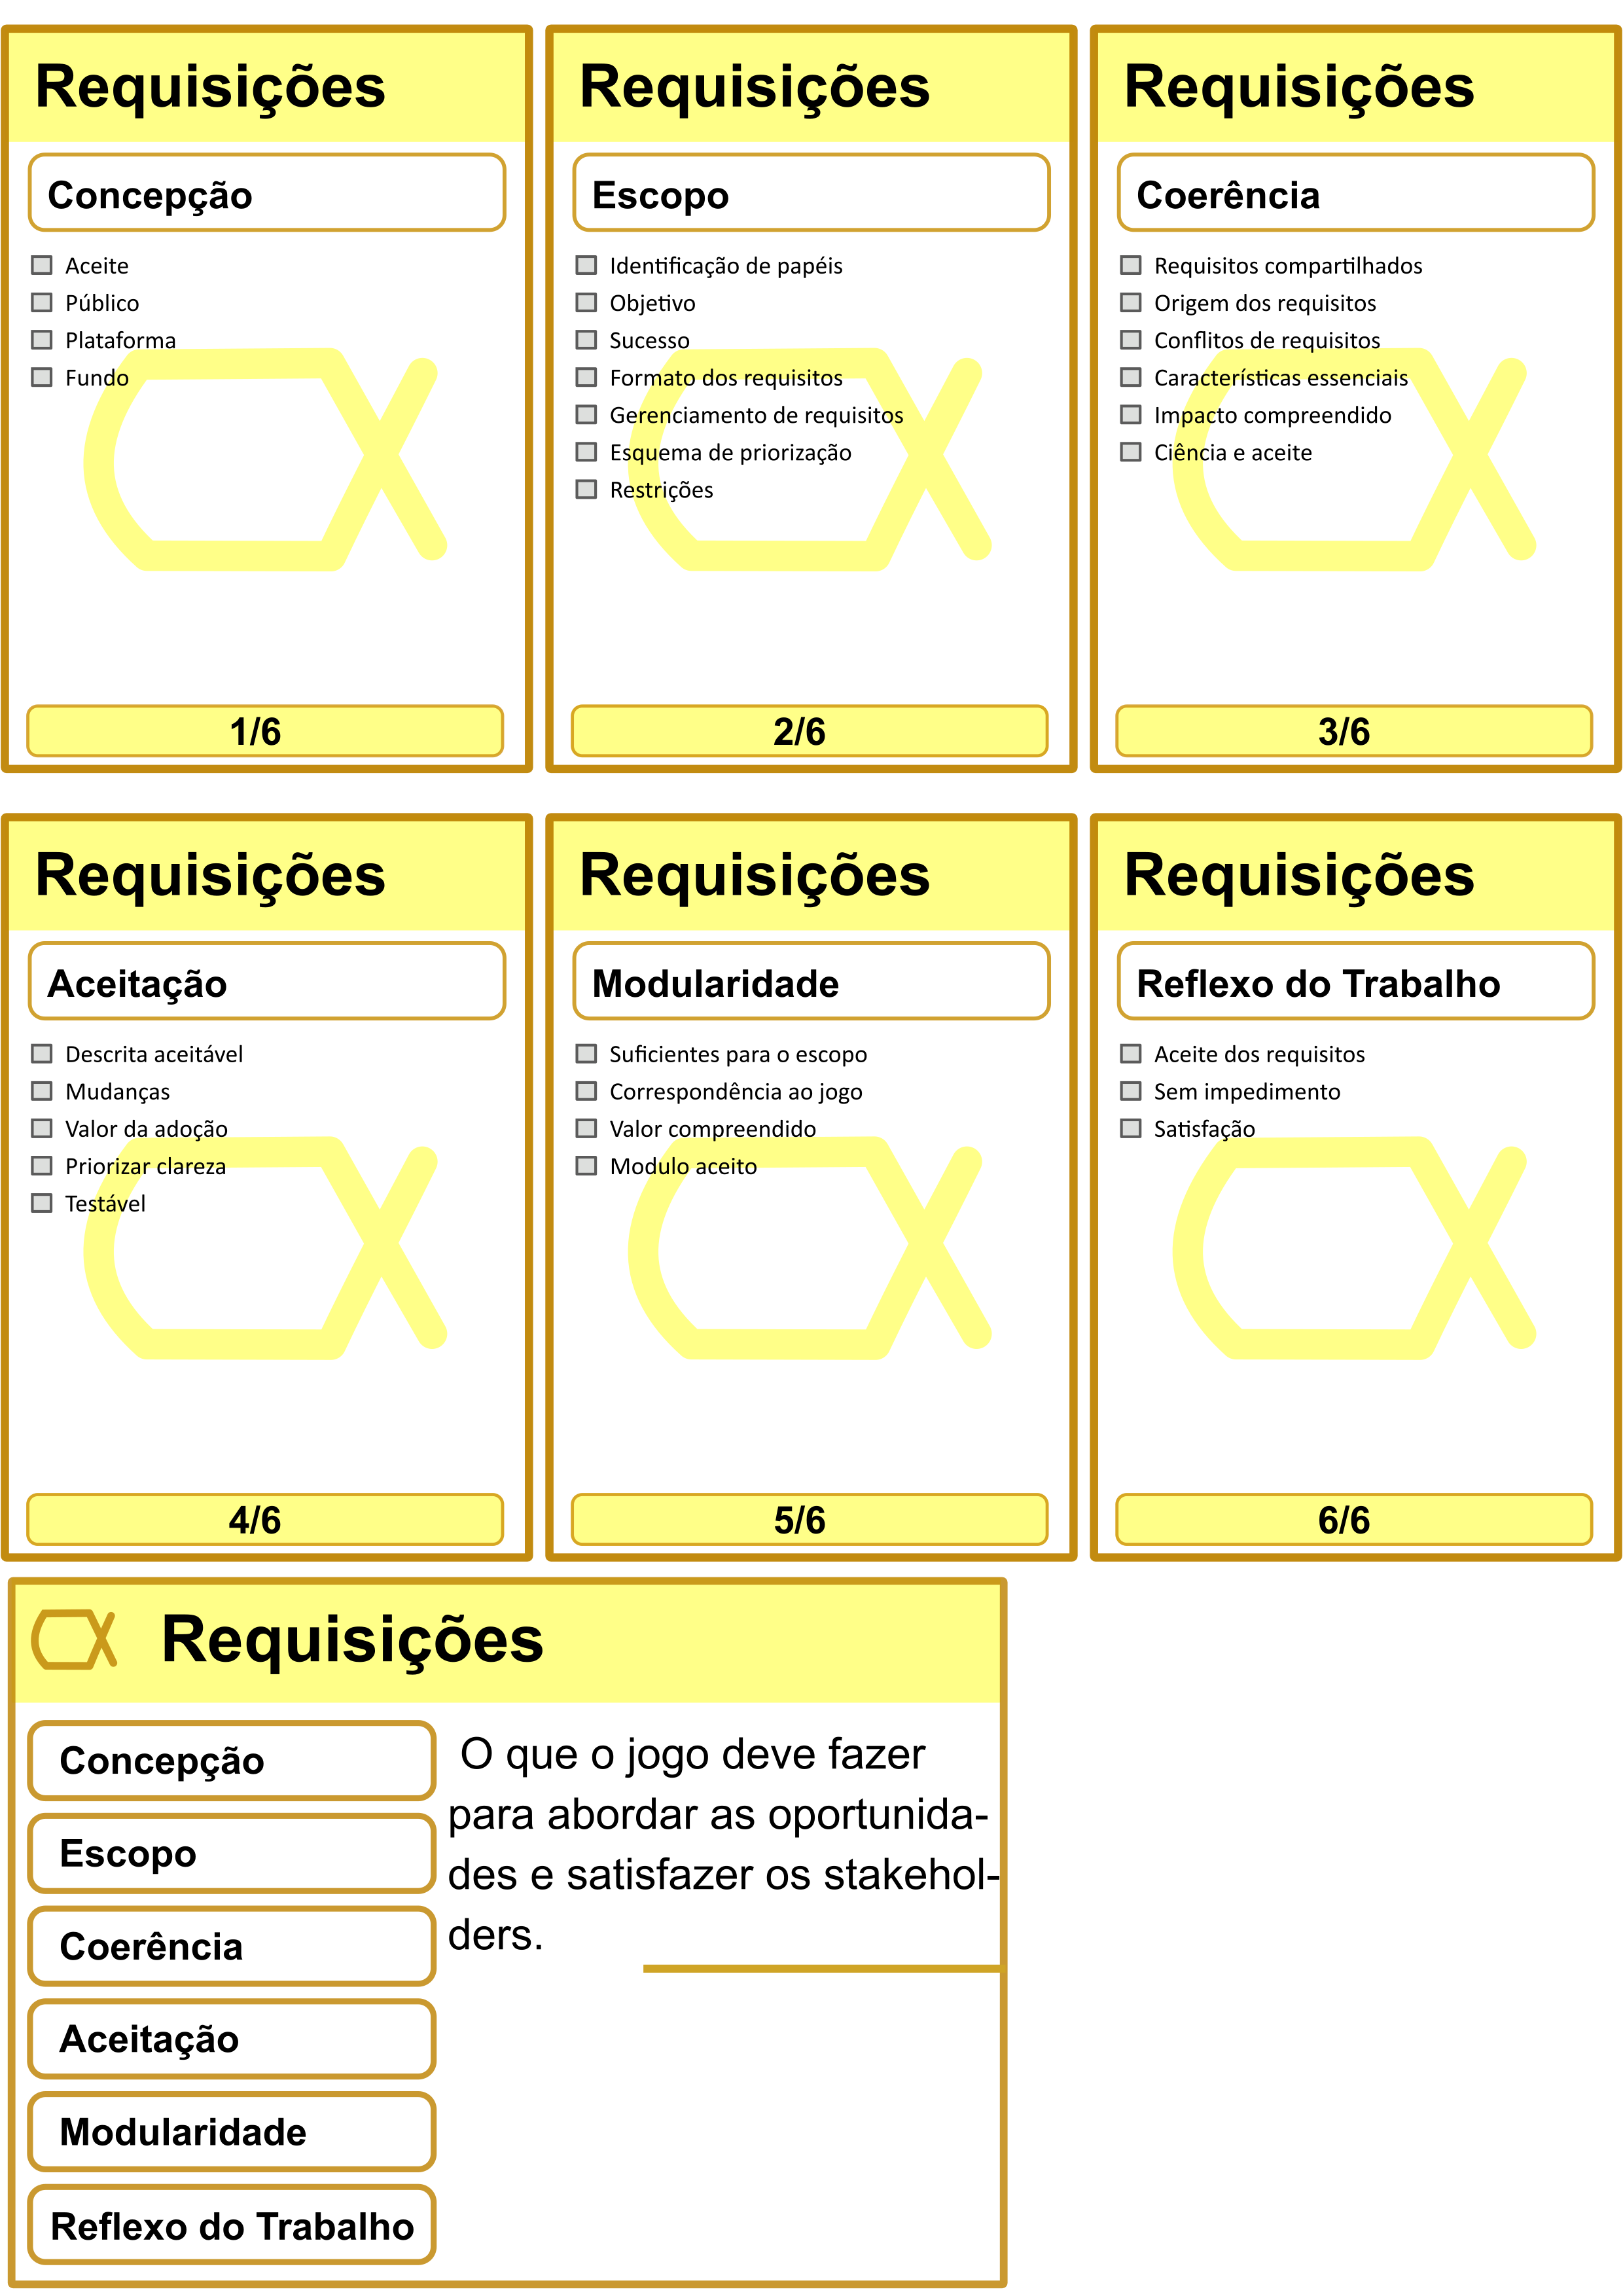 Requisições
Concepção
Aceite
Público
Plataforma
Fundo
1/6
Requisições
Escopo
Identificação de papéis
Objetivo
Sucesso
Formato dos requisitos
Gerenciamento de requisitos
Esquema de priorização
Restrições
2/6
Requisições
Coerência
Requisitos compartilhados
Origem dos requisitos
Conflitos de requisitos
Características essenciais
Impacto compreendido
Ciência e aceite
3/6
Requisições
Aceitação
Descrita aceitável
Mudanças
Valor da adoção
Priorizar clareza
Testável
4/6
Requisições
Modularidade
Suficientes para o escopo
Correspondência ao jogo
Valor compreendido
Modulo aceito
5/6
Requisições
Reflexo do Trabalho
Aceite dos requisitos
Sem impedimento
Satisfação
6/6
Requisições
Concepção
Escopo
Coerência
Aceitação
Modularidade
Reflexo do Trabalho
O que o jogo deve fazer
para abordar as oportunida-
des e satisfazer os stakehol-
ders.